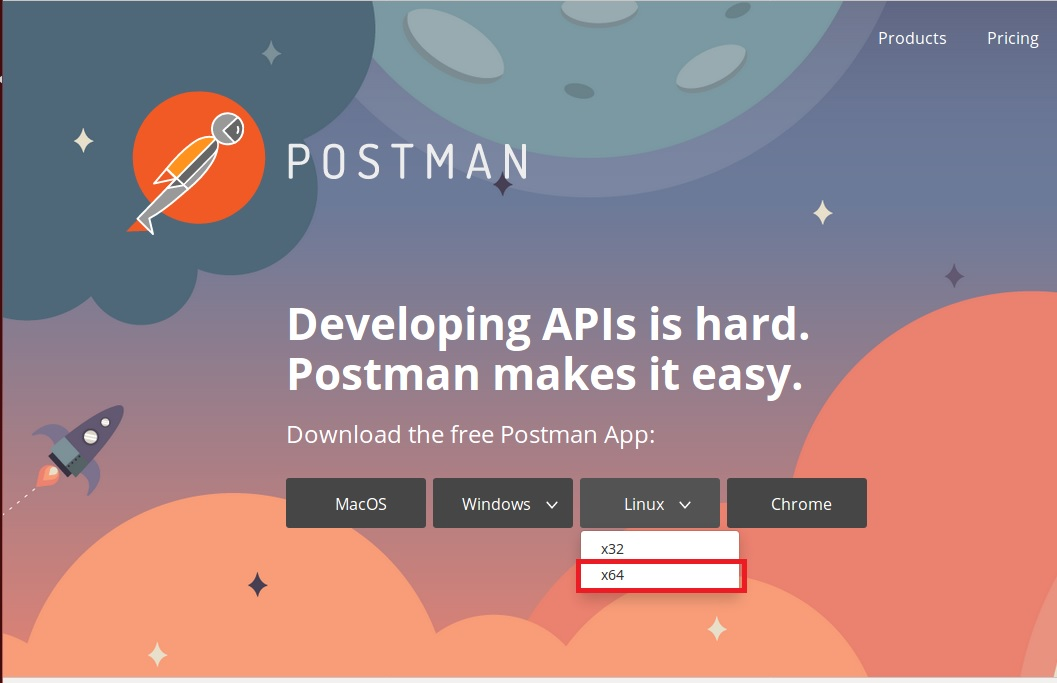 Products Pricing
POSTMAN
Developing APIs is hard.
Postman makes it easy.
Download the free Postman App:
MacOS Windows Linux Chrome
x32
x64